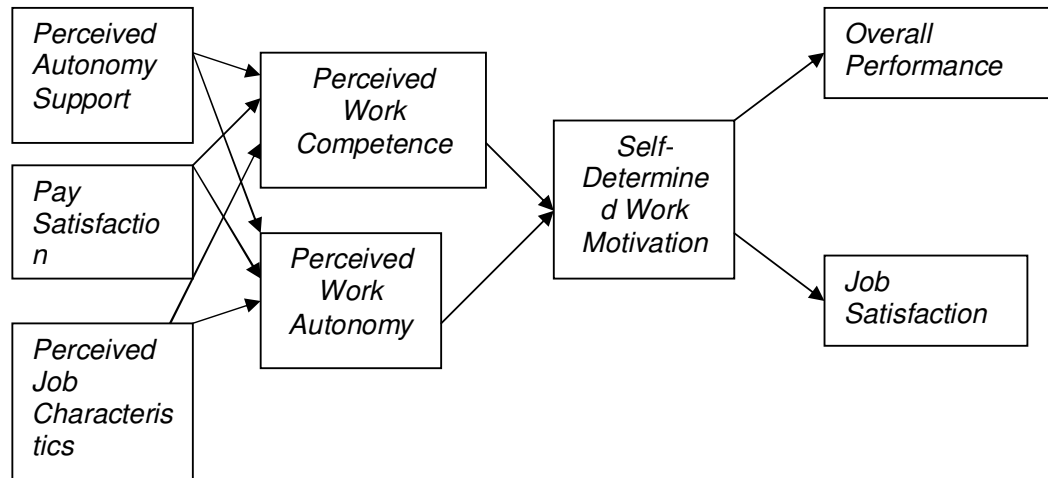 Perceived
Autonomy
Support
Pay
Satisfactio
n
Perceived
Job
Characteris
tics
Perceived
Work
Competence
Perceived
Work
Autonomy
Self-
Determine
d Work
Motivation
Overall
Performance
Job
Satisfaction